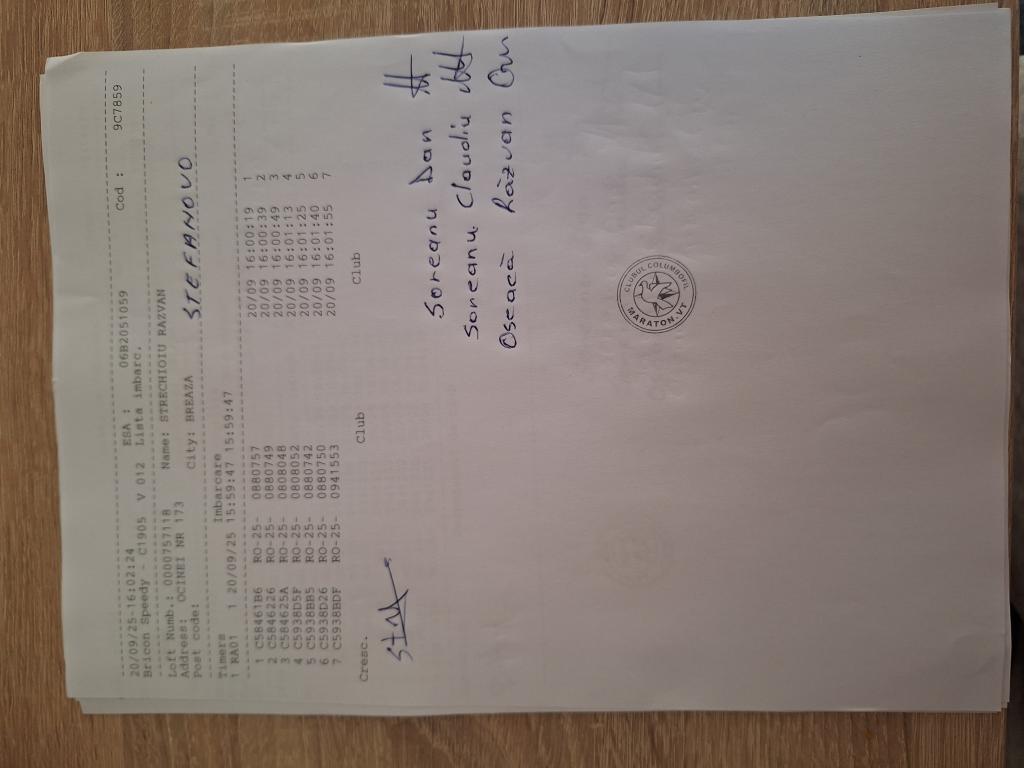 20/09/25-16:02:24 ESA : 06B2051059 Cod : 9C7859
Bricon Speedy - C1905 V 012 Lista imbarc.
Loft Numb.: 0000757118 Name: STRECHIOIU RAZVAN
Address: OCINEI NR 173
Post code: City: BREAZA STEFANOVO
Timers Imbarcare
1 RA01 1 20/09/25 15:59:47 15:59:47
1 C58461B6 RO-25- 0880757 20/09 16:00:19 1
2 C5846226 RO-25- 0880749 20/09 16:00:39 2
3 C584625A RO-25- 0808048 20/09 16:00:49 3
4 C5938D5F RO-25- 0808052 20/09 16:01:13 4
5 C5938BB5 RO-25- 0880742 20/09 16:01:25 5
6 C5938D26 RO-25- 0880750 20/09 16:01:40 6
7 C5938BDF RO-25- 0941553 20/09 16:01:55 7
Cresc. Club Club
Soreanu Dan
Soreanu Claudiu
Oseacă Răzvan
CLUBUL COLUMBOFIL
MARATON VT